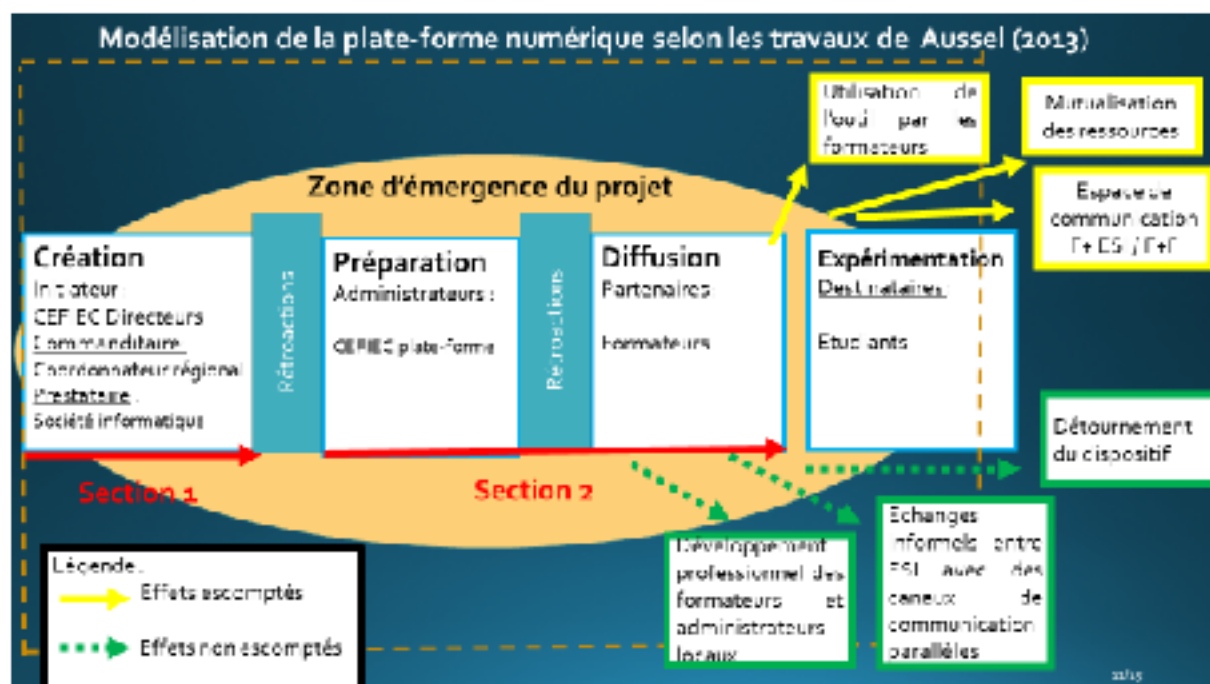 Modélisation de la plate-forme numérique selon les travaux de Aussel (2013)
Utilisation de
l'outil par les
formateurs
Mutualisation
des ressources
Espace de
communication
F+ ESI / F+F
Zone d'émergence du projet
Création
Initiateur :
CEFIEC Directeurs
Commanditaire :
Coordonnateur régional
Prestataire :
Société informatique
Rétroactions
Préparation
Administrateurs :
CEFIEC plate-forme
Rétroactions
Diffusion
Partenaires
Formateurs
Expérimentation
Destinataires :
Etudiants
Section 1
Section 2
Détournement
du dispositif
Développement
professionnel des
formateurs et
administrateurs
locaux
Echanges
informels entre
ESI avec des
canaux de
communication
parallèles
Légende :
Effets escomptés
Effets non escomptés